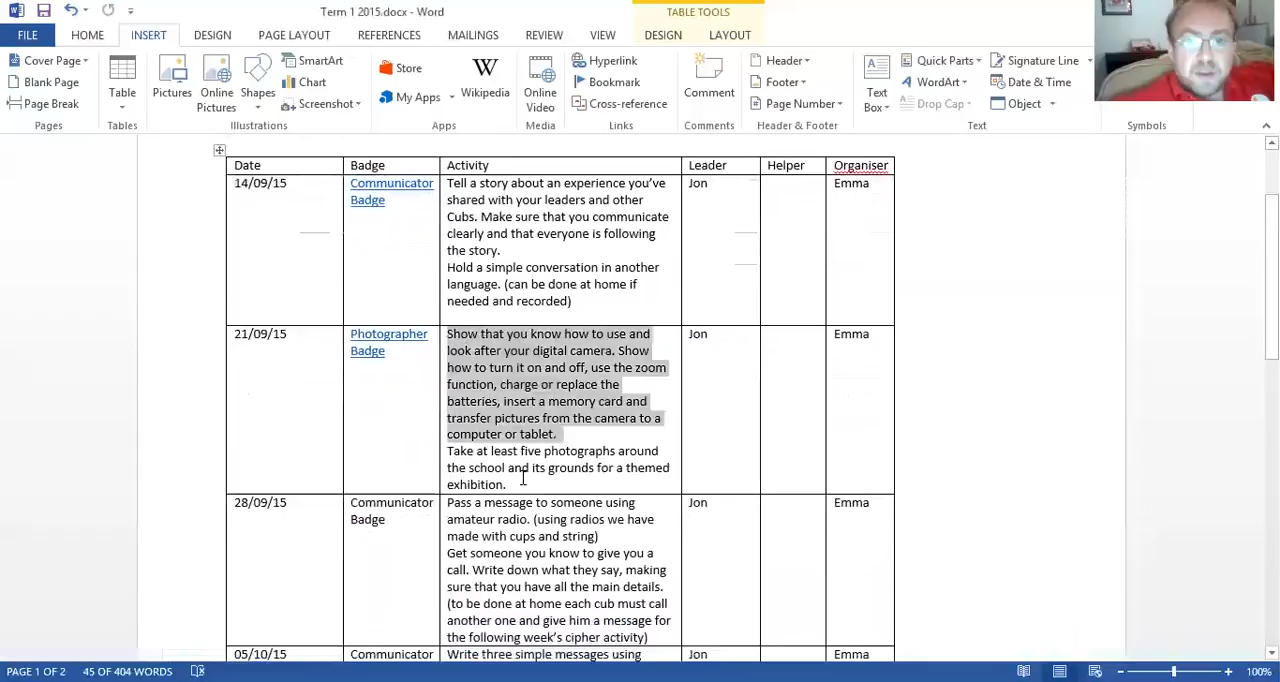 Term 1 2015.docx - Word
TABLE TOOLS
FILE HOME INSERT DESIGN PAGE LAYOUT REFERENCES MAILINGS REVIEW VIEW DESIGN LAYOUT
Cover Page
Blank Page
Page Break
Pages
Table
Tables
Pictures
Online Pictures
Shapes
SmartArt
Chart
Screenshot
Illustrations
Store
My Apps
W
Wikipedia
Apps
Online Video
Media
Hyperlink
Bookmark
Cross-reference
Links
Comment
Comments
Header
Footer
Page Number
Header & Footer
A
Text Box
Quick Parts
WordArt
Drop Cap
Signature Line
Date & Time
Object
Text
Symbols
Date Badge Activity Leader Helper Organiser
14/09/15 Communicator Tell a story about an experience you've Jon Emma
Badge shared with your leaders and other
Cubs. Make sure that you communicate
clearly and that everyone is following
the story.
Hold a simple conversation in another
language. (can be done at home if
needed and recorded)
21/09/15 Photographer Show that you know how to use and Jon Emma
Badge look after your digital camera. Show
how to turn it on and off, use the zoom
function, charge or replace the
batteries, insert a memory card and
transfer pictures from the camera to a
computer or tablet.
Take at least five photographs around
the school and its grounds for a themed
exhibition.
28/09/15 Communicator Pass a message to someone using Jon Emma
Badge amateur radio. (using radios we have
made with cups and string)
Get someone you know to give you a
call. Write down what they say, making
sure that you have all the main details.
(to be done at home each cub must call
another one and give him a message for
the following week's cipher activity)
05/10/15 Communicator Write three simple messages using Jon Emma
PAGE 1 OF 2 45 OF 404 WORDS 100%